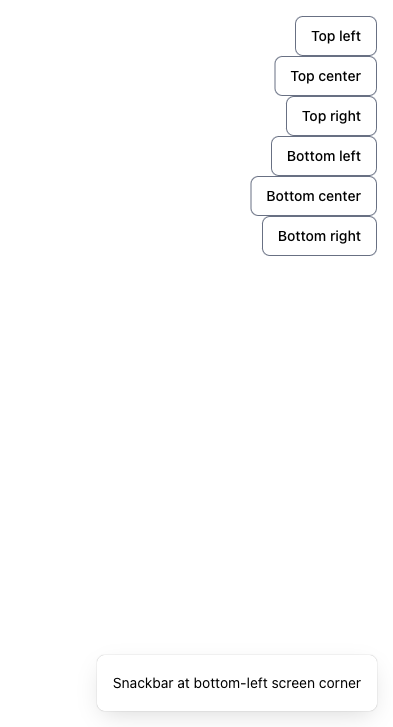 Top left
Top center
Top right
Bottom left
Bottom center
Bottom right
Snackbar at bottom-left screen corner